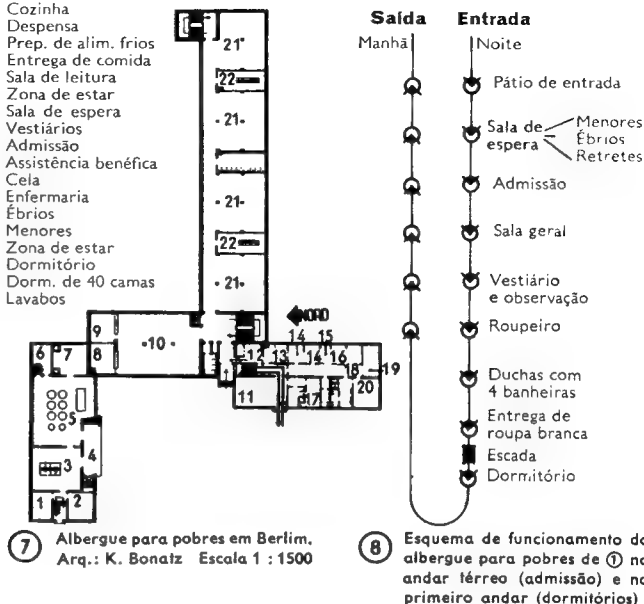 Cozinha
Despensa
Prep. de alim. frios
Entrega de comida
Sala de leitura
Zona de estar
Sala de espera
Vestiários
Admissão
Assistência benéfica
Cela
Enfermaria
Ébrios
Menores
Zona de estar
Dormitório
Dorm. de 40 camas
Lavabos
21
22
21
21
22
21
NORD
9
10
8
6
7
5
4
3
1
2
14
15
12
13
14
16
18
19
20
11
17
7 Albergue para pobres em Berlim.
Arq.: K. Bonatz Escala 1 : 1500
Saída Entrada
Manhã Noite
Pátio de entrada
Sala de espera
Menores
Ébrios
Retretes
Admissão
Sala geral
Vestiário
e observação
Roupeiro
Duchas com
4 banheiras
Entrega de
roupa branca
Escada
Dormitório
8 Esquema de funcionamento do
albergue para pobres de ① no
andar térreo (admissão) e no
primeiro andar (dormitórios)